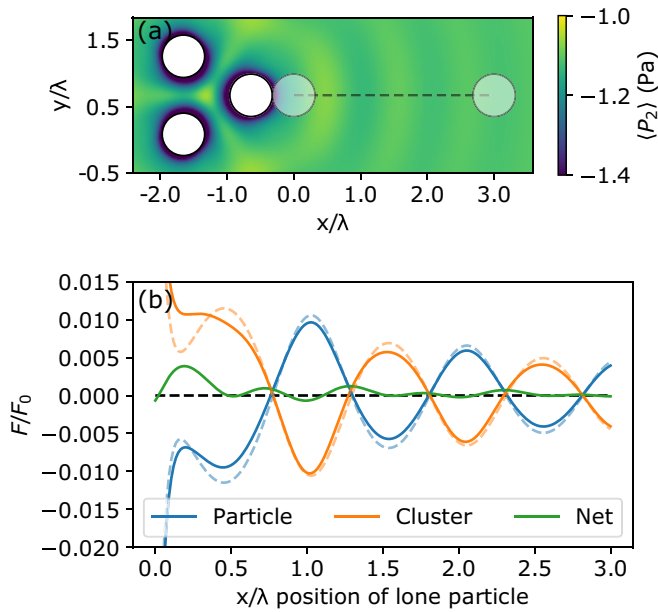 (a)
1.5
0.5
-0.5
y/λ
-2.0 -1.0 0.0 1.0 2.0 3.0
x/λ
−1.0
−1.2
−1.4
⟨P₂⟩ (Pa)
(b)
0.015
0.010
0.005
0.000
−0.005
−0.010
−0.015
−0.020
F/F₀
Particle Cluster Net
0.0 0.5 1.0 1.5 2.0 2.5 3.0
x/λ position of lone particle